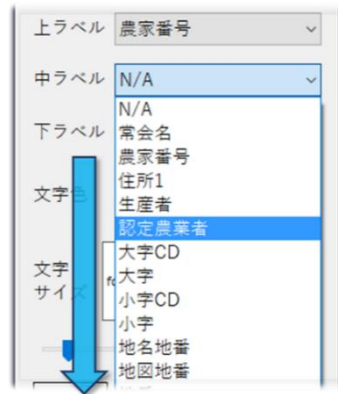 上ラベル 農家番号
中ラベル N/A
N/A
下ラベル 常会名
農家番号
住所1
文字色
生産者
認定農業者
大字CD
文字 大字
サイズ 小字CD
小字
地名地番
地図地番